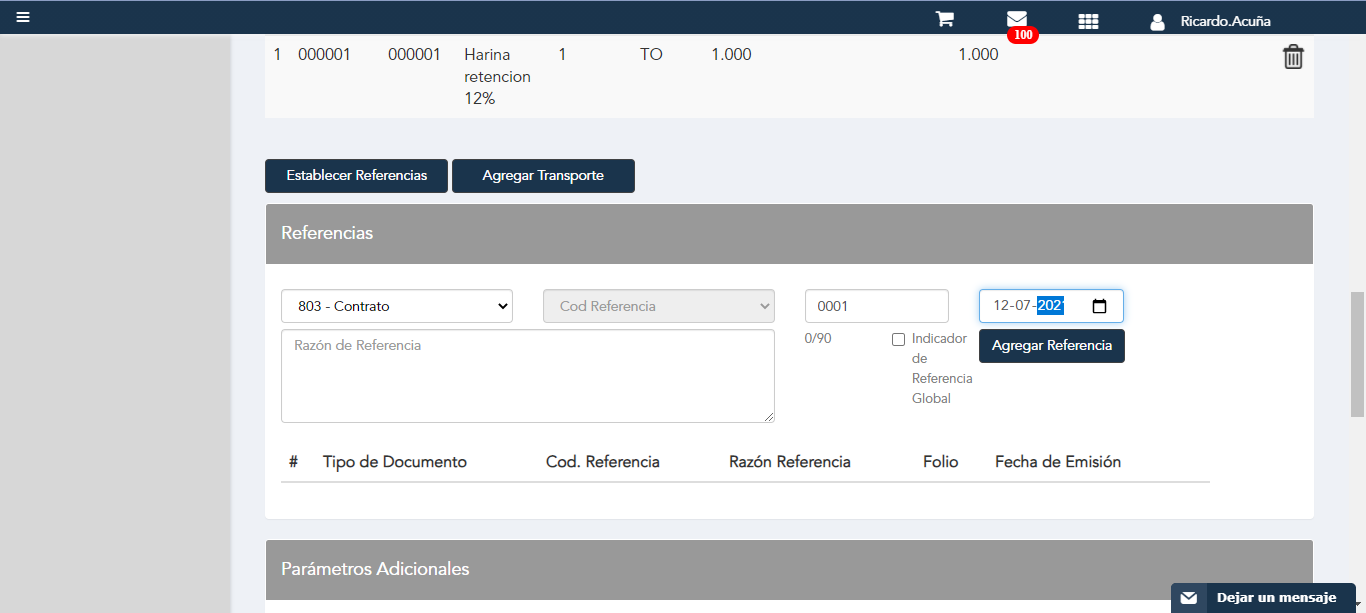 Ricardo.Acuña
100
1 000001 000001 Harina 1 TO 1.000 1.000
retencion
12%
Establecer Referencias Agregar Transporte
Referencias
803 - Contrato Cod Referencia 0001 12-07-2021
Razón de Referencia 0/90 Indicador Agregar Referencia
de
Referencia
Global
# Tipo de Documento Cod. Referencia Razón Referencia Folio Fecha de Emisión
Parámetros Adicionales
Dejar un mensaje